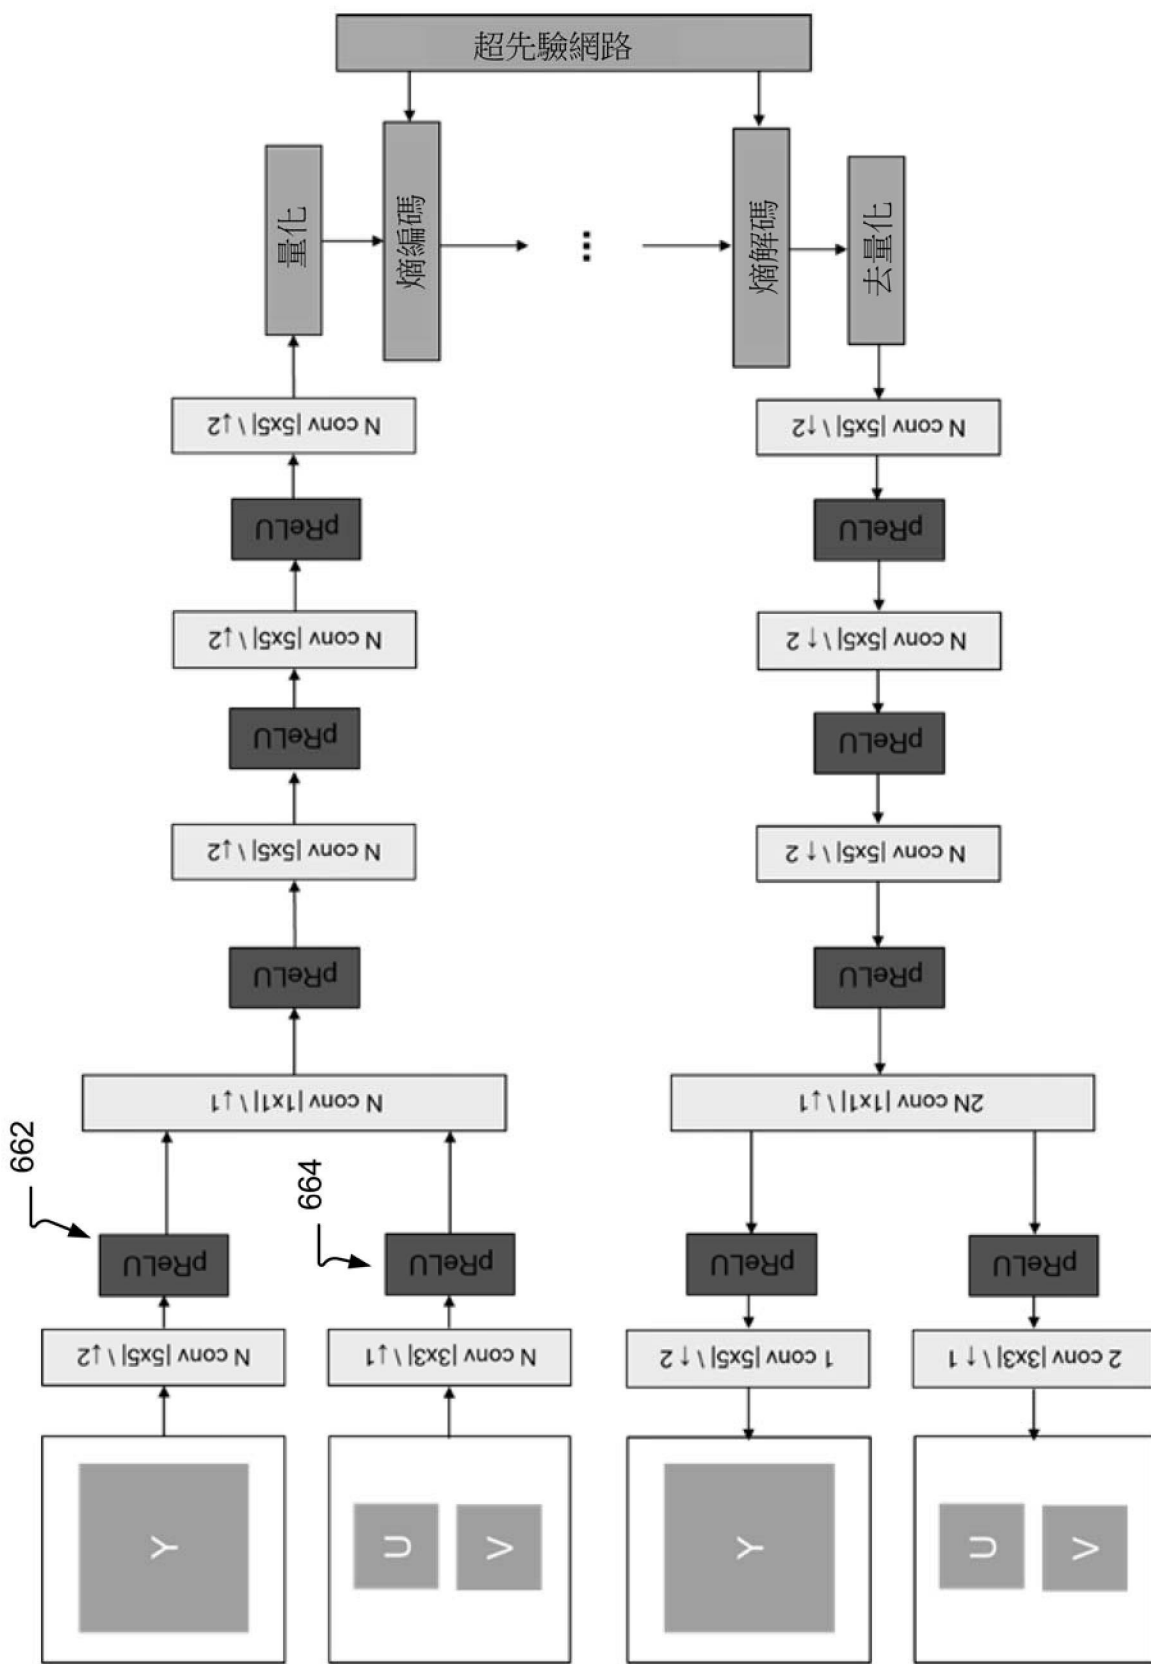 超先驗網路
量化
熵編碼
...
熵解碼
去量化
N conv |5x5| \ ↓2
N conv |5x5| \ ↑2
pReLU
pReLU
N conv |5x5| \ ↓2
N conv |5x5| \ ↑ 2
pReLU
pReLU
N conv |5x5| \ ↓2
N conv |5x5| \ ↑ 2
pReLU
pReLU
N conv |1x1|| \ ↓1
2N conv |1x1|| \ ↓1
662
664
pReLU
pReLU
pReLU
pReLU
N conv |5x5| \ ↓2
N conv |3x3| \ ↓1
1 conv |5x5| \ ↑ 2
2 conv |3x3| \ ↑ 1
Y
U
V
Y
U
V